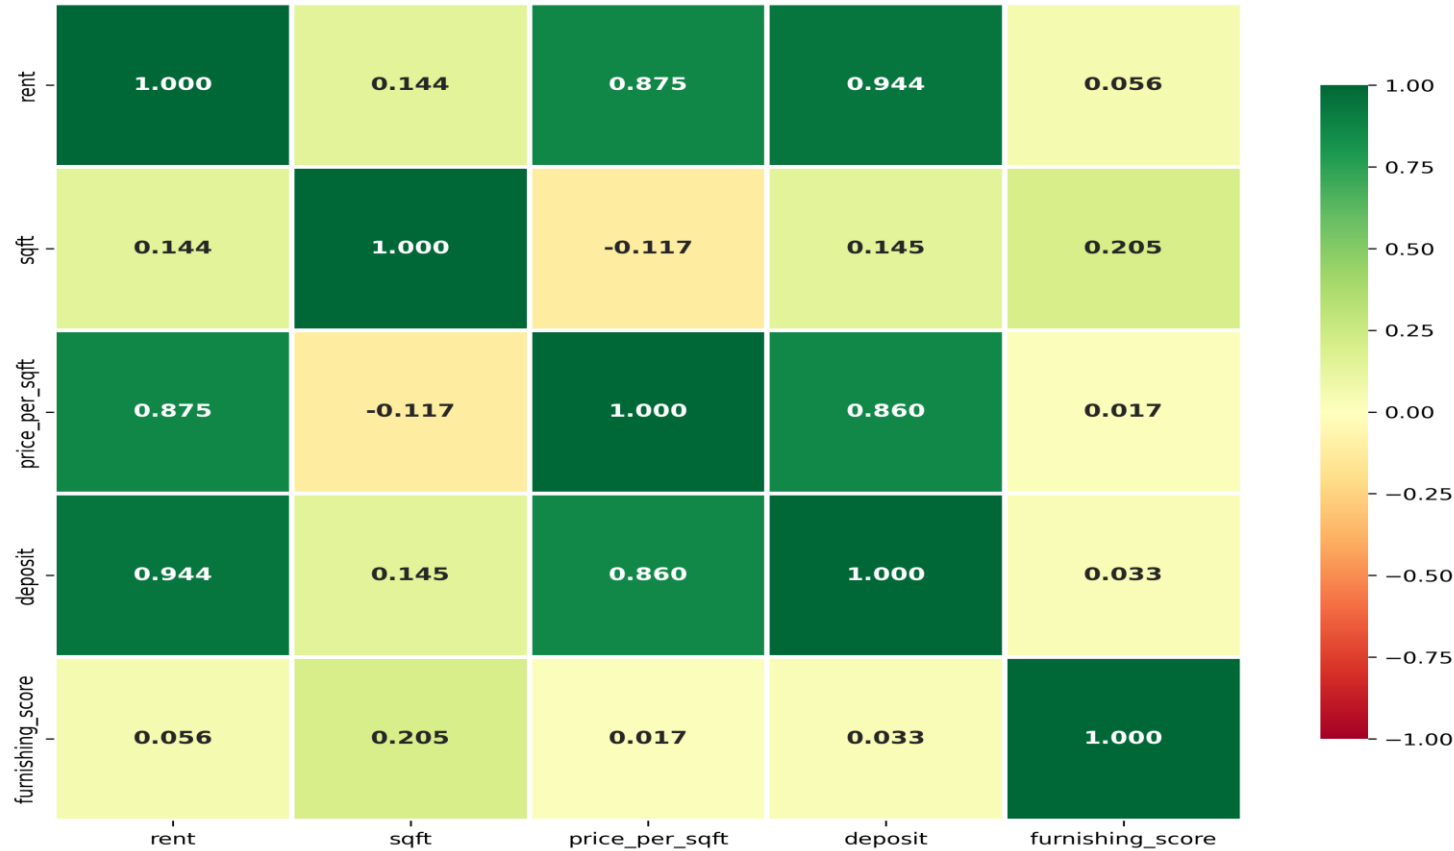 rent
1.000 0.144 0.875 0.944 0.056
sqft
0.144 1.000 -0.117 0.145 0.205
price_per_sqft
0.875 -0.117 1.000 0.860 0.017
deposit
0.944 0.145 0.860 1.000 0.033
furnishing_score
0.056 0.205 0.017 0.033 1.000
rent sqft price_per_sqft deposit furnishing_score
1.00
0.75
0.50
0.25
0.00
−0.25
−0.50
−0.75
−1.00